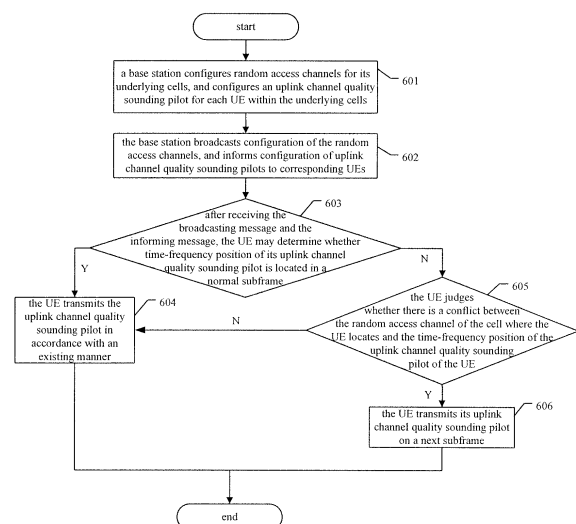 start
a base station configures random access channels for its
underlying cells, and configures an uplink channel quality
sounding pilot for each UE within the underlying cells
601
the base station broadcasts configuration of the random
access channels, and informs configuration of uplink
channel quality sounding pilots to corresponding UEs
602
603
after receiving the
broadcasting message and the
informing message, the UE may determine whether
time-frequency position of its uplink channel
quality sounding pilot is located in a
normal subframe
Y
N
the UE transmits the
uplink channel quality
sounding pilot in
accordance with an
existing manner
604
605
the UE judges
whether there is a conflict between
the random access channel of the cell where the
UE locates and the time-frequency position of the
uplink channel quality sounding
pilot of the UE
N
Y
the UE transmits its uplink
channel quality sounding pilot
on a next subframe
606
end